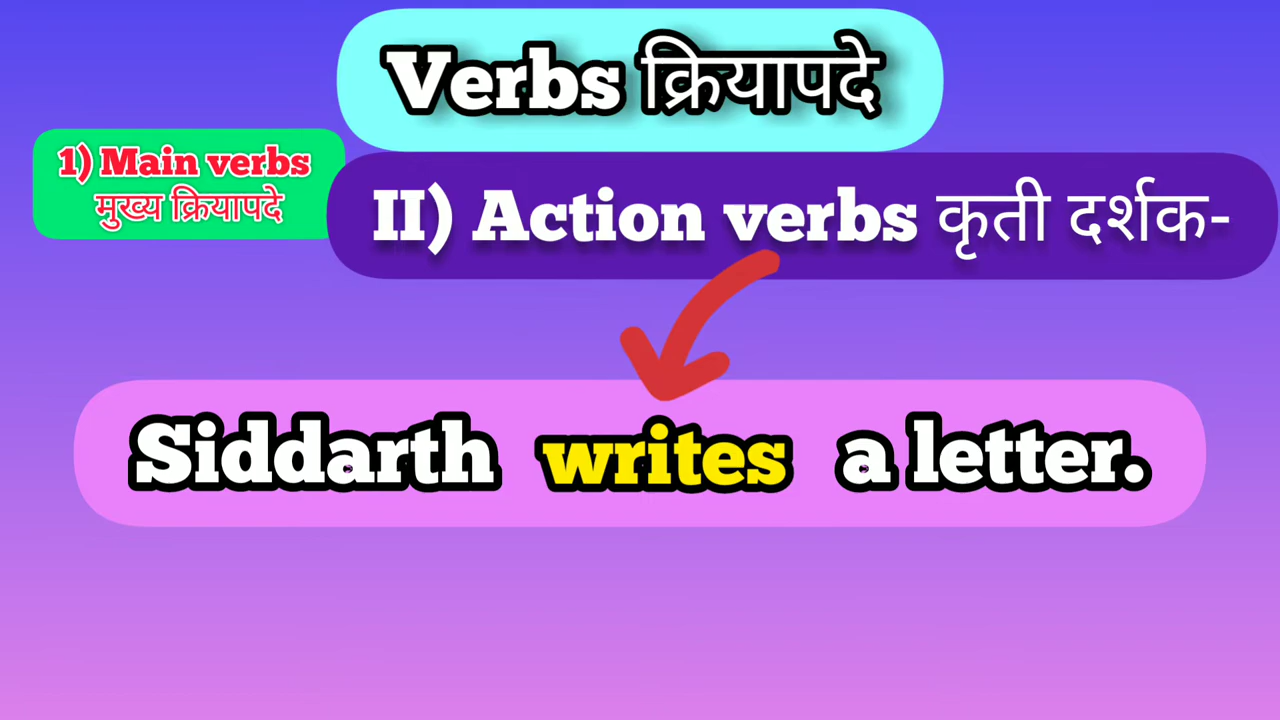 Verbs क्रियापदे
1) Main verbs
मुख्य क्रियापदे
II) Action verbs कृती दर्शक-
Siddarth writes a letter.